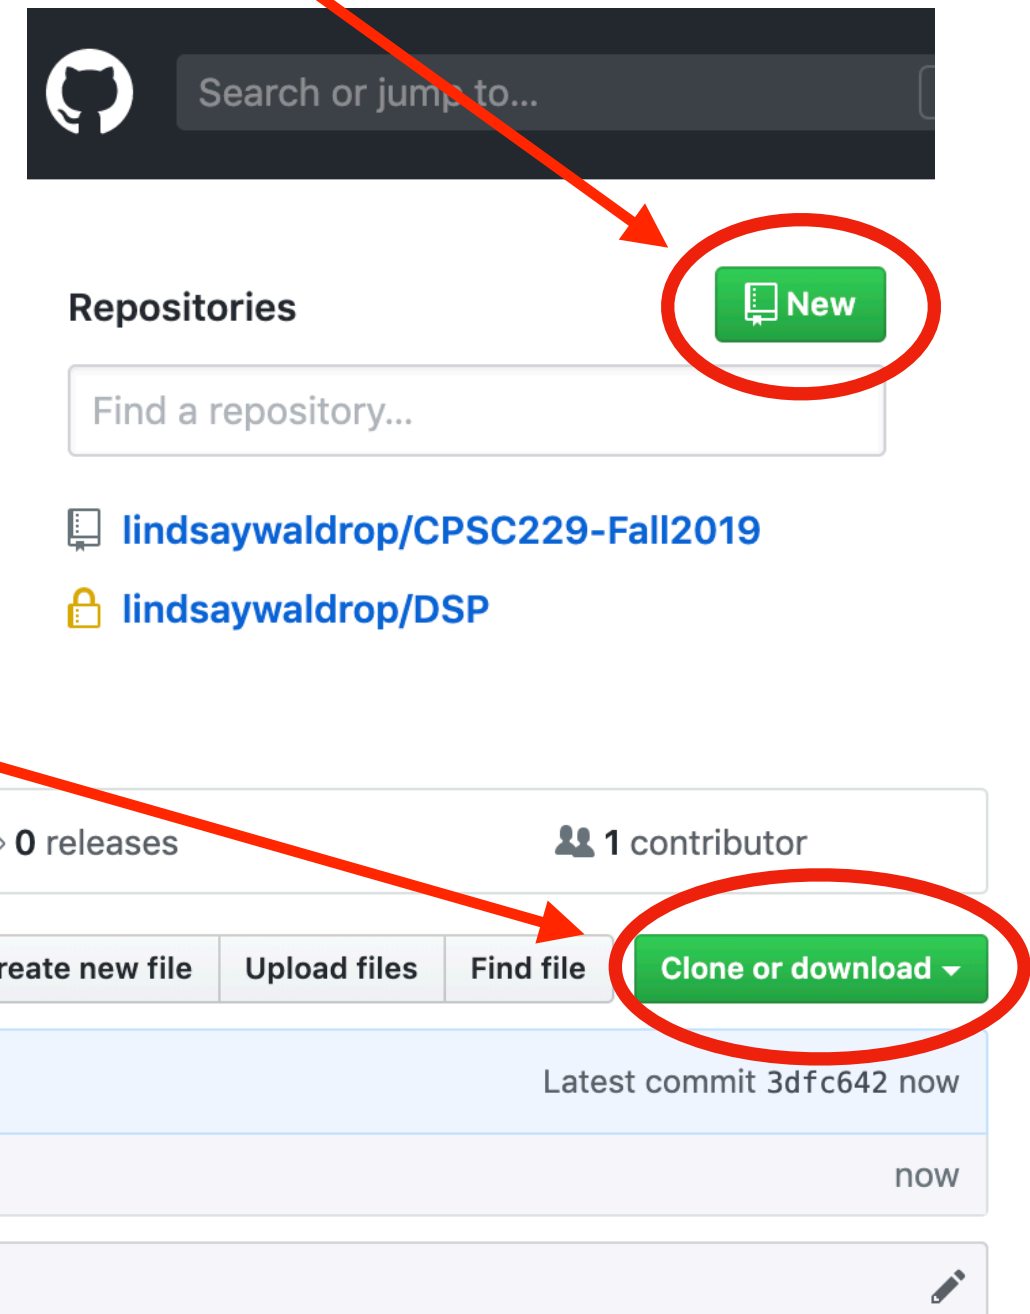 Search or jump to...
Repositories
New
Find a repository...
lindsaywaldrop/CPSC229-Fall2019
lindsaywaldrop/DSP
0 releases
1 contributor
reate new file
Upload files
Find file
Clone or download
Latest commit 3dfc642 now
now